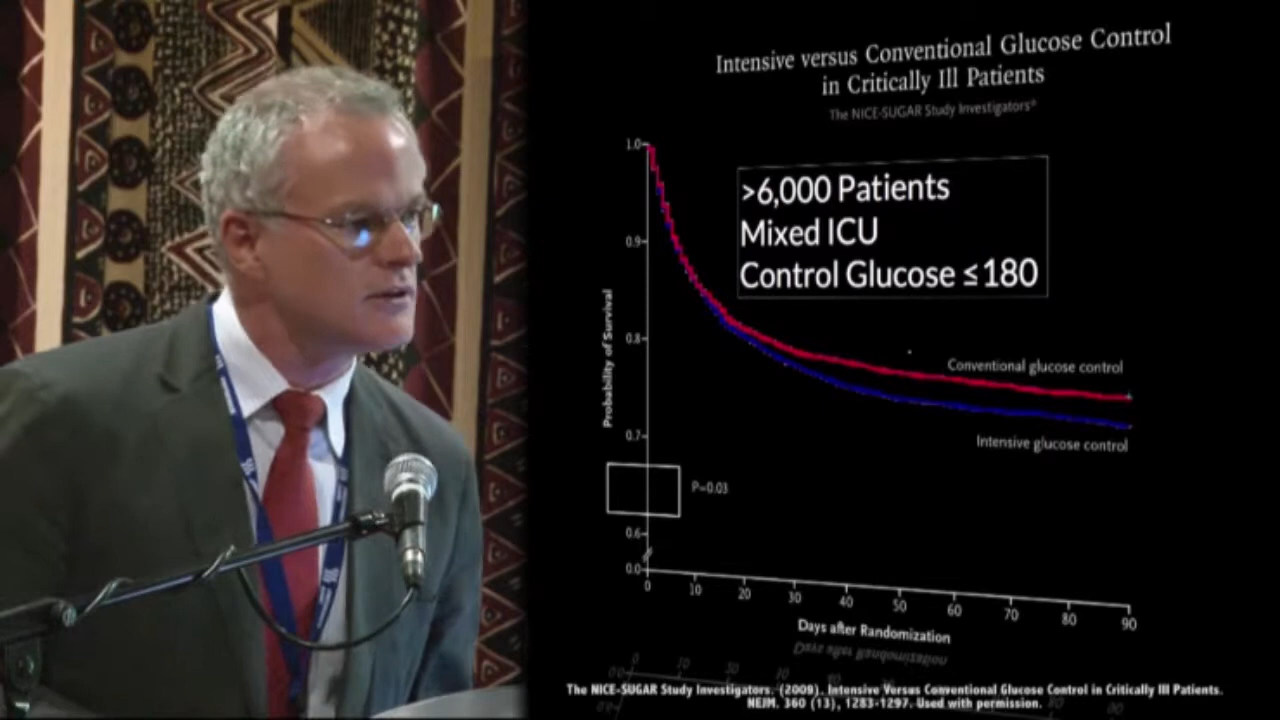 Intensive versus Conventional Glucose Control
in Critically Ill Patients
The NICE-SUGAR Study Investigators*
>6,000 Patients
Mixed ICU
Control Glucose ≤180
1.0
0.9
0.8
0.7
0.6
0.0
Probability of Survival
Conventional glucose control
Intensive glucose control
P=0.03
0 10 20 30 40 50 60 70 80 90
Days after Randomization
Days after Randomization
The NICE-SUGAR Study Investigators. (2009). Intensive Versus Conventional Glucose Control in Critically Ill Patients.
NEJM. 360 (13), 1283-1297. Used with permission.